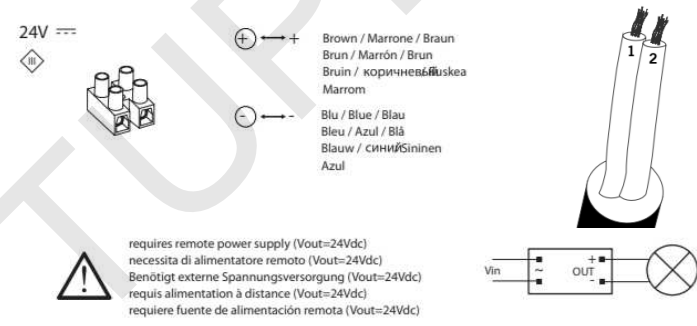 24V
III
+ +
Brown / Marrone / Braun
Brun / Marrón / Brun
Bruin / коричневый
Marrom
- -
Blu / Blue / Blau
Bleu / Azul / Blå
Blauw / синий Sininen
Azul
1 2
requires remote power supply (Vout=24Vdc)
necessita di alimentatore remoto (Vout=24Vdc)
Benötigt externe Spannungsversorgung (Vout=24Vdc)
requis alimentation à distance (Vout=24Vdc)
requiere fuente de alimentación remota (Vout=24Vdc)
!
Vin ~ OUT + -